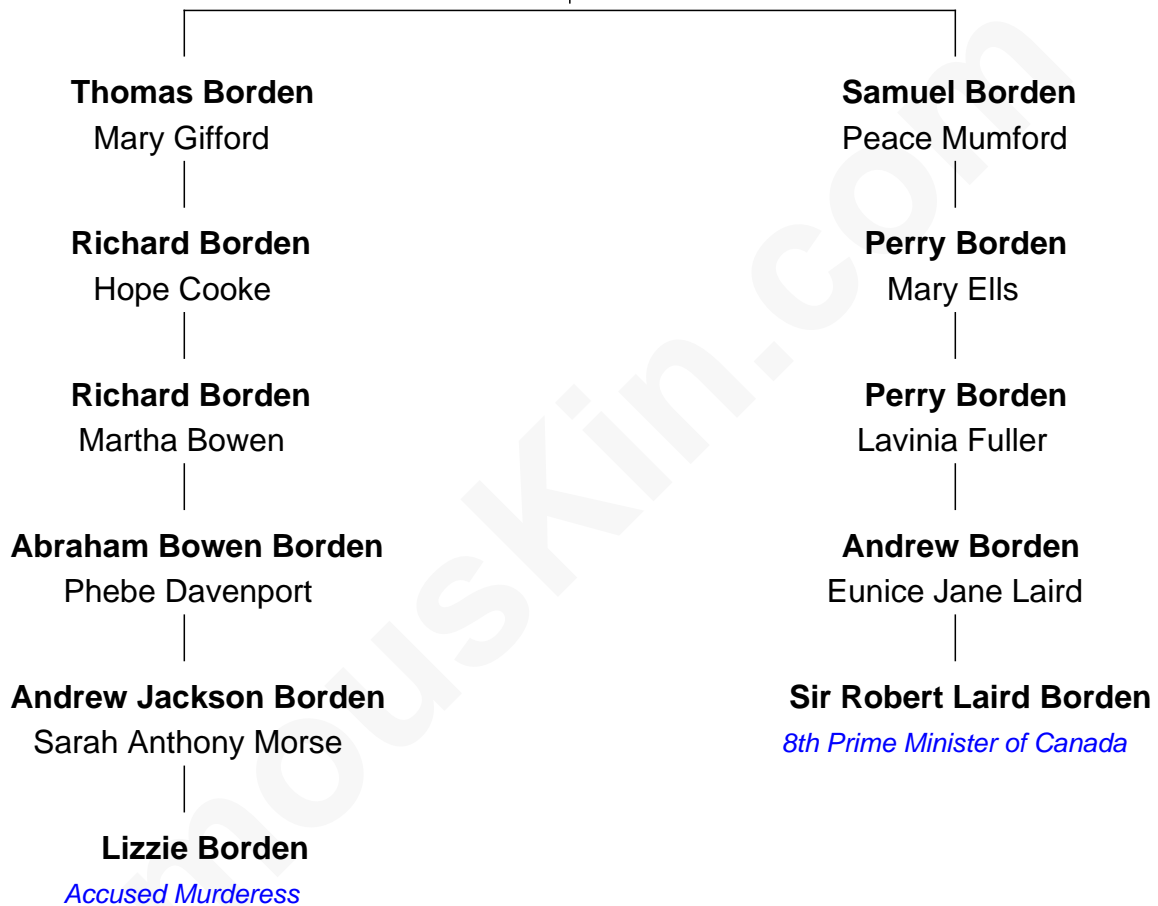 Thomas Borden
Mary Gifford
Samuel Borden
Peace Mumford
Richard Borden
Hope Cooke
Perry Borden
Mary Ells
Richard Borden
Martha Bowen
Perry Borden
Lavinia Fuller
Abraham Bowen Borden
Phebe Davenport
Andrew Borden
Eunice Jane Laird
Andrew Jackson Borden
Sarah Anthony Morse
Sir Robert Laird Borden
8th Prime Minister of Canada
Lizzie Borden
Accused Murderess
mouskin.com